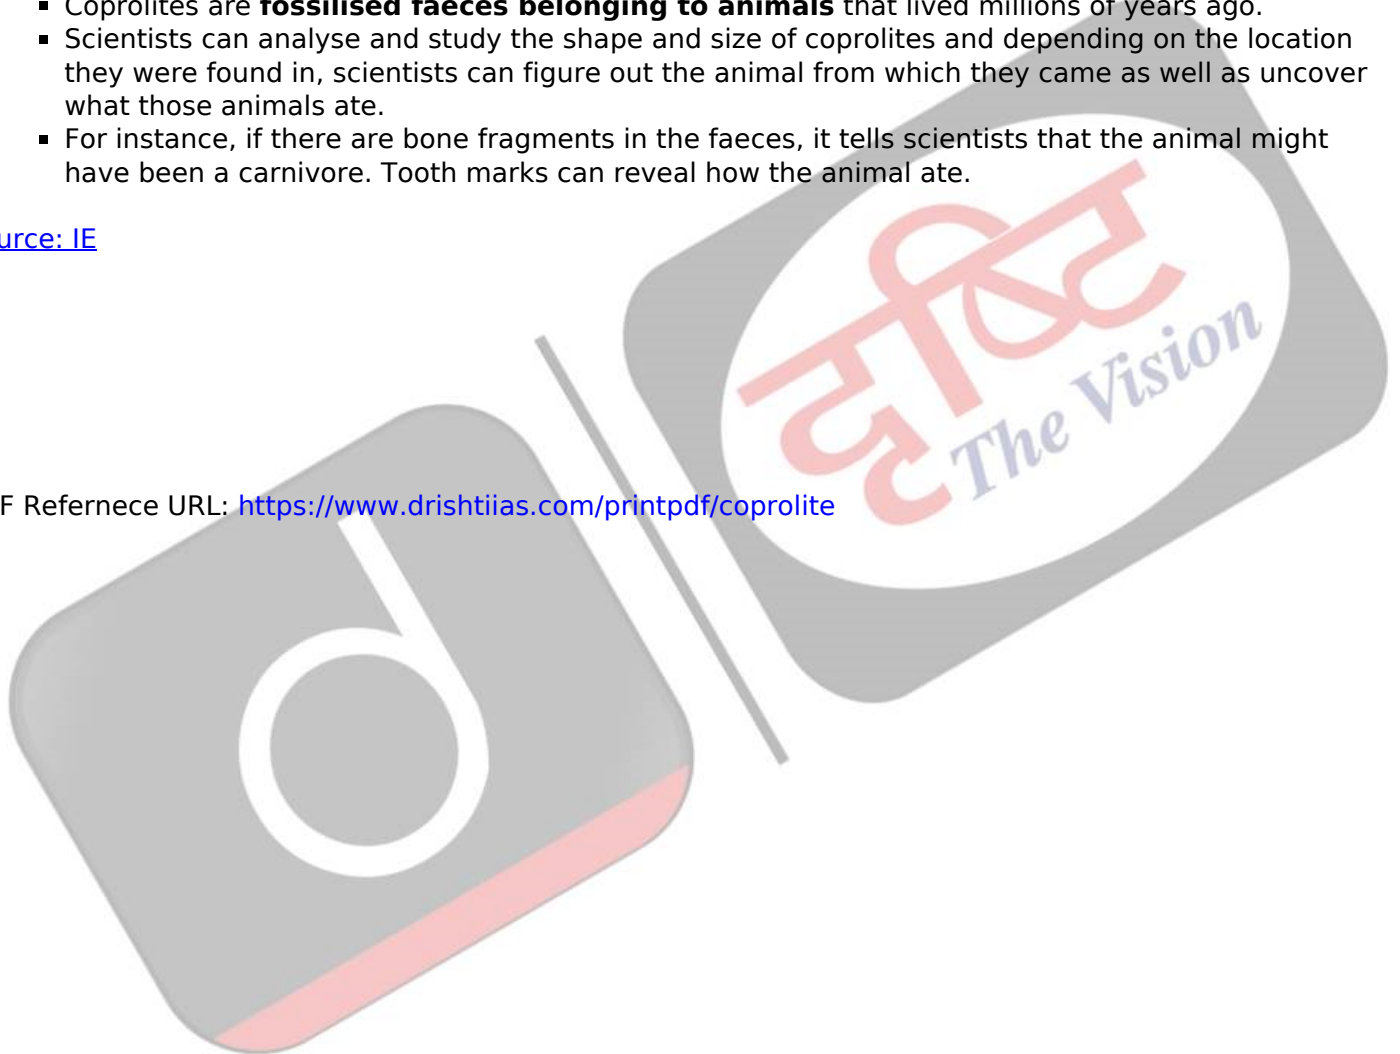 ▪ Coprolites are fossilised faeces belonging to animals that lived millions of years ago.
▪ Scientists can analyse and study the shape and size of coprolites and depending on the location
they were found in, scientists can figure out the animal from which they came as well as uncover
what those animals ate.
▪ For instance, if there are bone fragments in the faeces, it tells scientists that the animal might
have been a carnivore. Tooth marks can reveal how the animal ate.
urce: IE
दृष्टि
The Vision
F Refernece URL: https://www.drishtiias.com/printpdf/coprolite
d